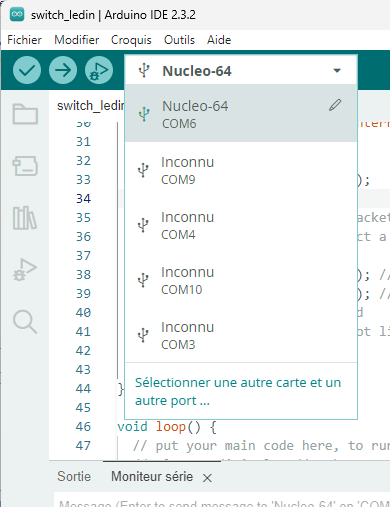 switch_ledin | Arduino IDE 2.3.2
Fichier Modifier Croquis Outils Aide
Nucleo-64
switch_ledin
Nucleo-64
COM6
Inconnu
COM9
Inconnu
COM4
Inconnu
COM10
Inconnu
COM3
Sélectionner une autre carte et un
autre port ...
30
31
32
33 );
34
35
36
37
38 ); //
39 ); //
40
41
42
43
44 }
45
46 void loop() {
47 // put your main code here, to run
Sortie Moniteur série
Message (Enter to send message to 'Nucleo-64' on 'COM